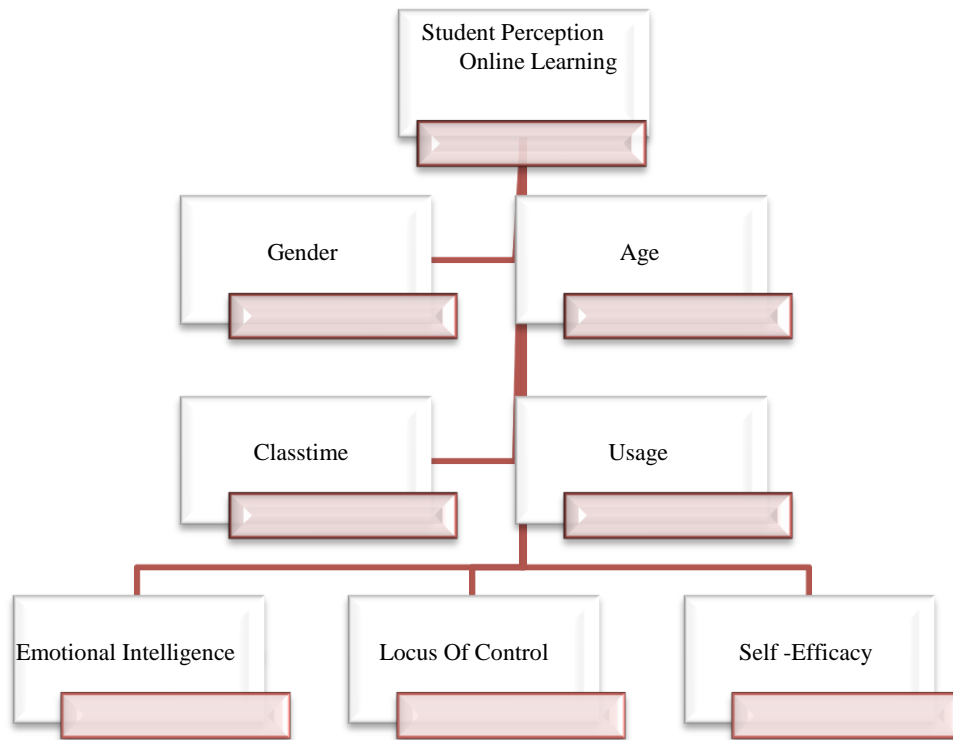 Student Perception
Online Learning
Gender
Age
Classtime
Usage
Emotional Intelligence
Locus Of Control
Self -Efficacy